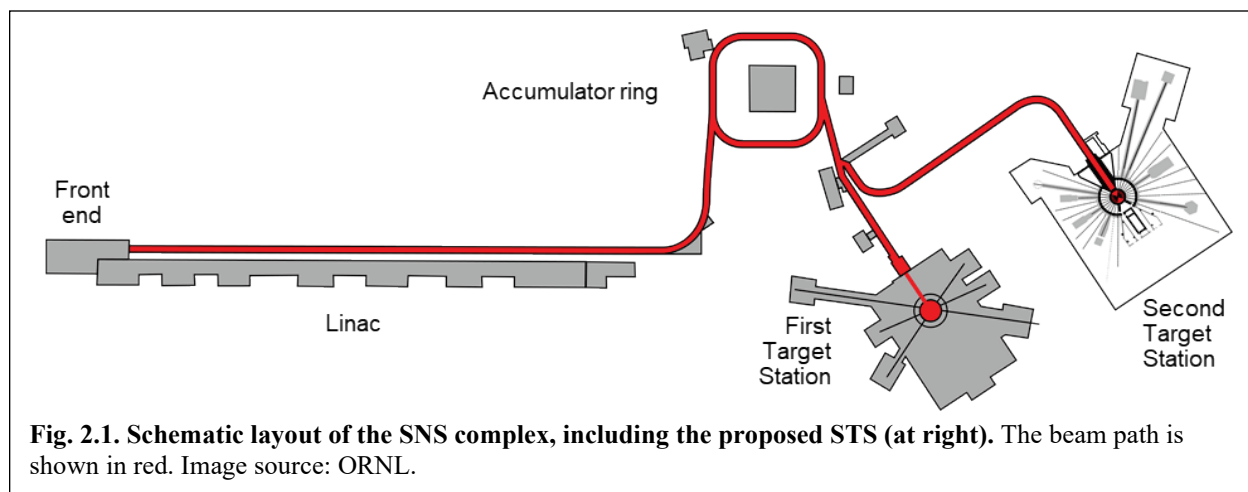 Accumulator ring
Front
end
Linac
First
Target
Station
Second
Target
Station
Fig. 2.1. Schematic layout of the SNS complex, including the proposed STS (at right). The beam path is
shown in red. Image source: ORNL.